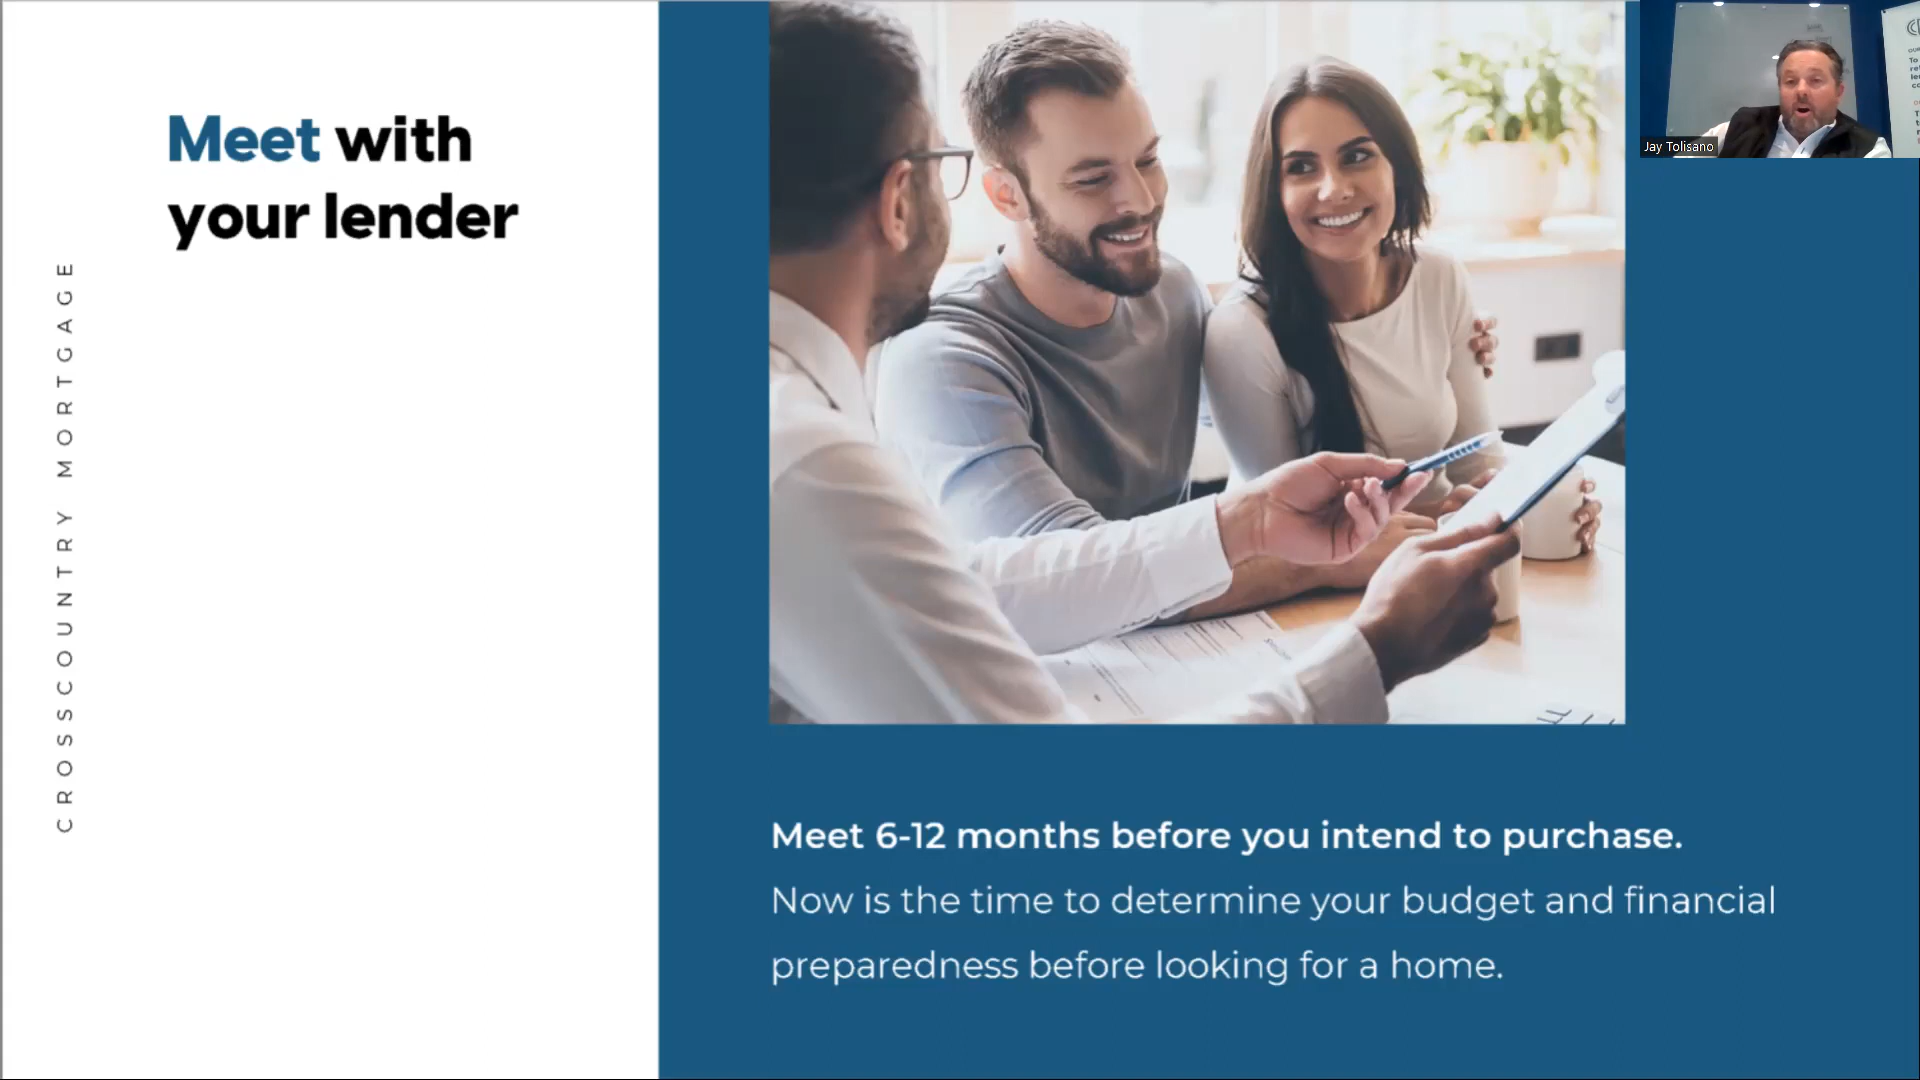 Meet with
your lender
CROSSCOUNTRY MORTGAGE
Jay Tolisano
Meet 6-12 months before you intend to purchase.
Now is the time to determine your budget and financial
preparedness before looking for a home.